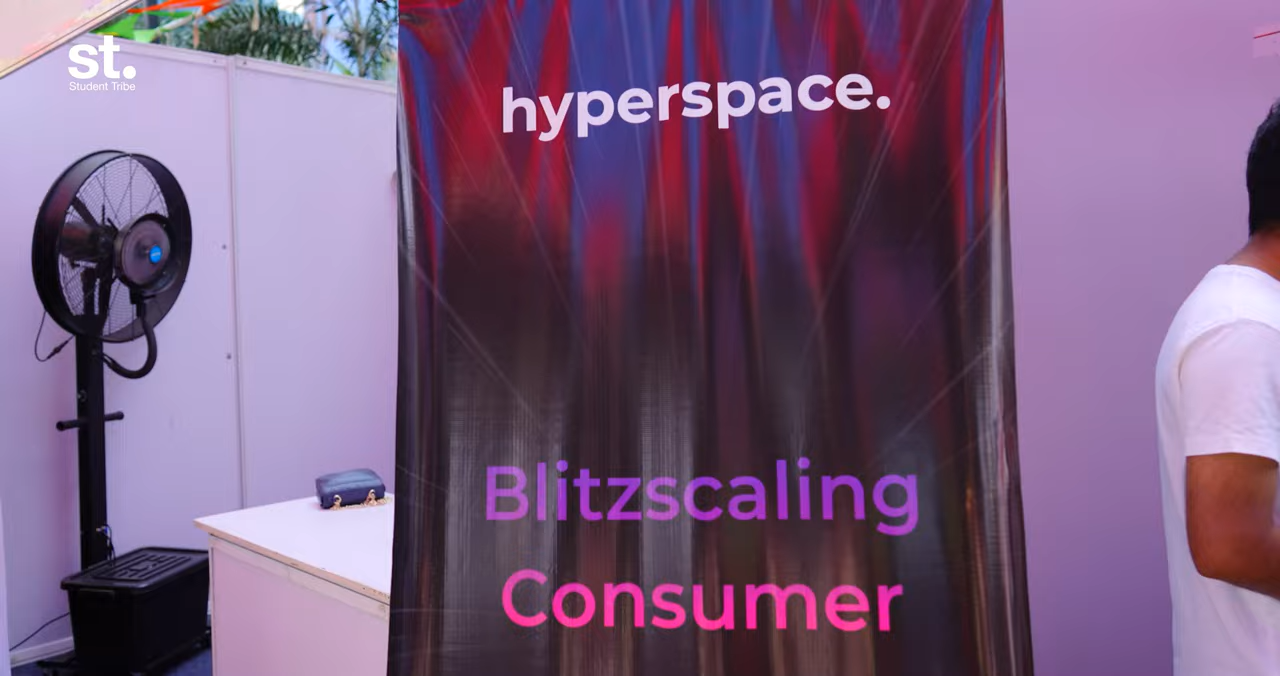 st.
Student Tribe
hyperspace.
Blitzscaling
Consumer